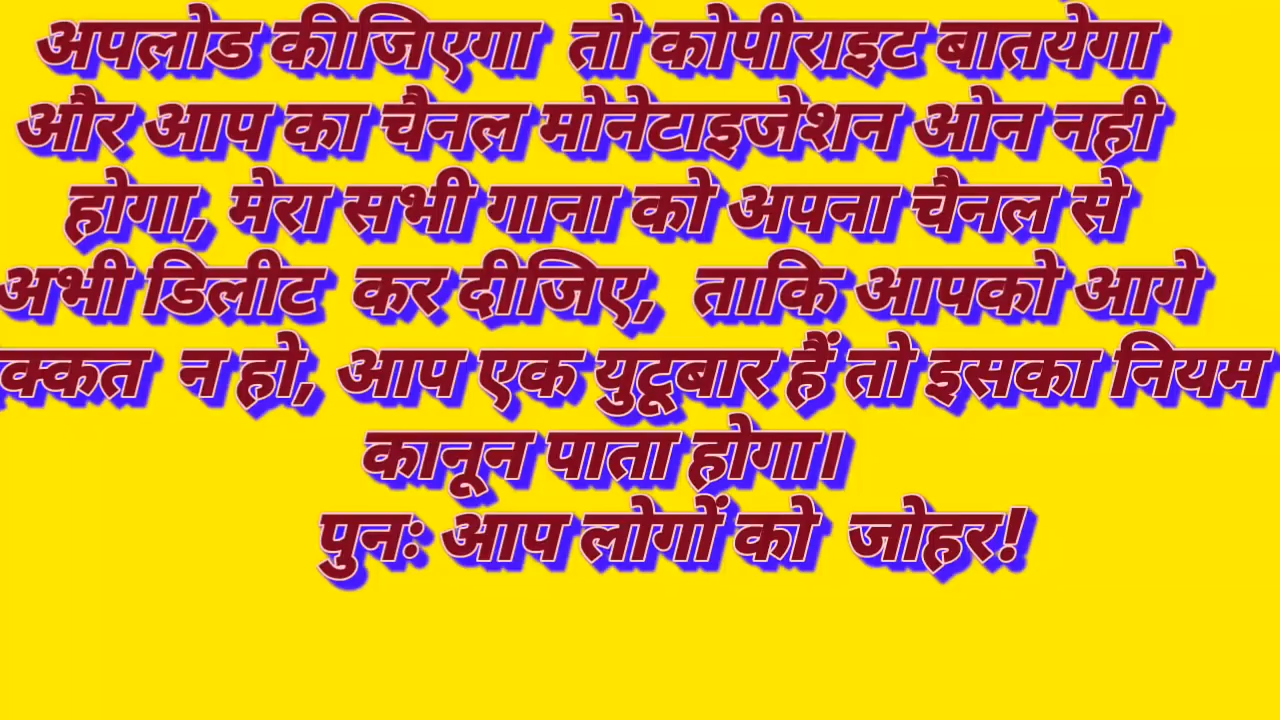 अपलोड कीजिएगा तो कोपीराइट बातयेगा
और आप का चैनल मोनेटाइजेशन ओन नही
होगा, मेरा सभी गाना को अपना चैनल से
अभी डिलीट कर दीजिए, ताकि आपको आगे
क्कत न हो, आप एक युटूबार हैं तो इसका नियम
कानून पाता होगा।
पुनः आप लोगों को जोहर!